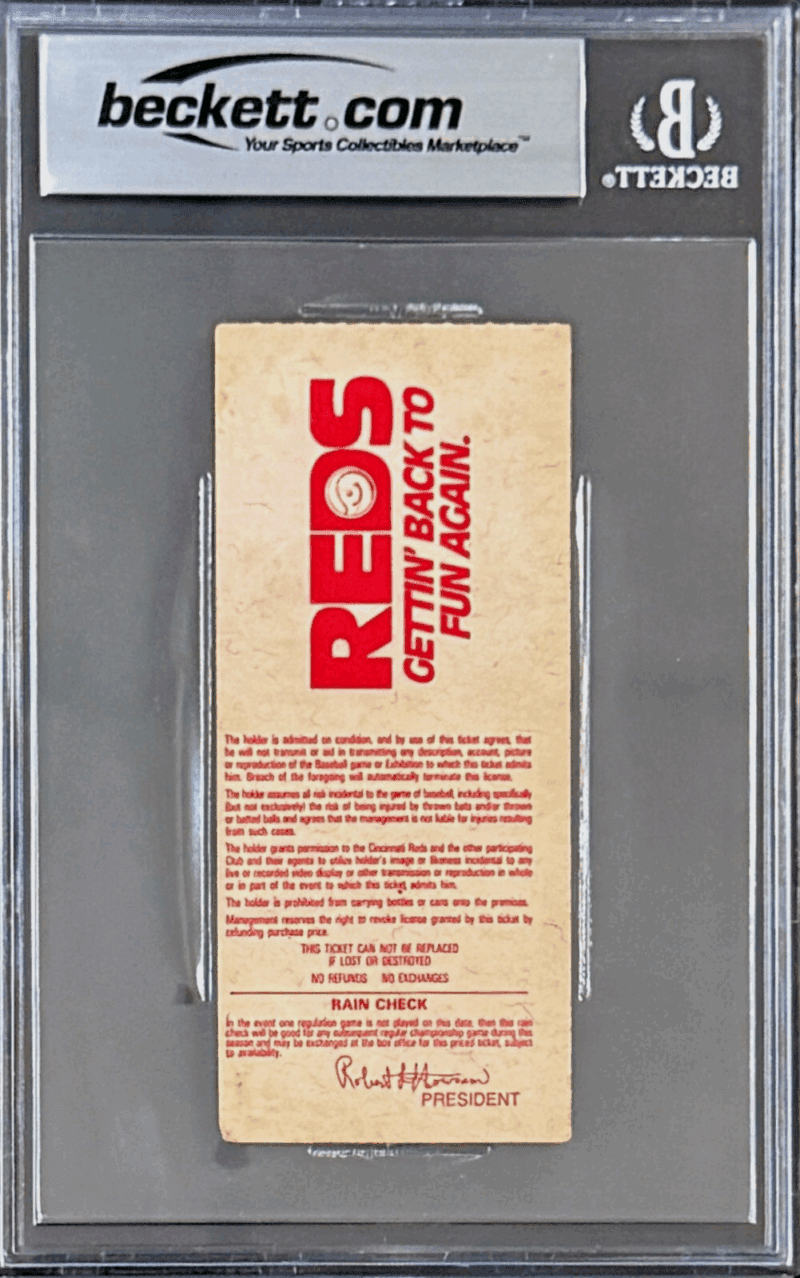 beckett.com
Your Sports Collectibles Marketplace™
BECKETT®
REDS
GETTIN' BACK TO
FUN AGAIN.
The holder is admitted on condition, and by use of this ticket agrees, that
he will not transmit or aid in transmitting any description, account, picture
or reproduction of the Baseball game or Exhibition to which this ticket admits
him. Breach of the foregoing will automatically terminate this license.
The holder assumes all risk incidental to the game of baseball, including specifically
(but not exclusively) the risk of being injured by thrown bats and/or thrown
or batted balls and agrees that the management is not liable for injuries resulting
from such cases.
The holder grants permission to the Cincinnati Reds and the other participating
Club and their agents to utilize holder's image or likeness incidental to any
live or recorded video display or other transmission or reproduction in whole
or in part of the event to which this ticket admits him.
The holder is prohibited from carrying bottles or cans onto the premises.
Management reserves the right to revoke license granted by this ticket by
refunding purchase price.
THIS TICKET CAN NOT BE REPLACED
IF LOST OR DESTROYED
NO REFUNDS NO EXCHANGES
RAIN CHECK
In the event one regulation game is not played on this date, then this rain
check will be good for any subsequent regular championship game during this
season and may be exchanged at the box office for this priced ticket, subject
to availability.
Robert L Howsam
PRESIDENT